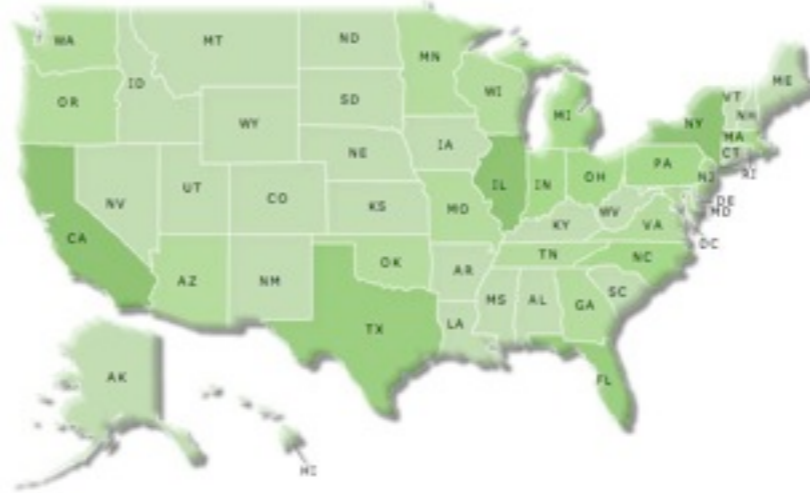 WA
MT
ND
MN
ID
OR
SD
WI
MI
ME
VT
NH
NY
MA
CT
RI
WY
IA
NE
PA
NJ
NV
UT
CO
IL
IN
OH
DE
MD
KS
MO
KY
WV
VA
DC
CA
AZ
NM
OK
AR
TN
NC
SC
MS
AL
GA
TX
LA
FL
AK
HI